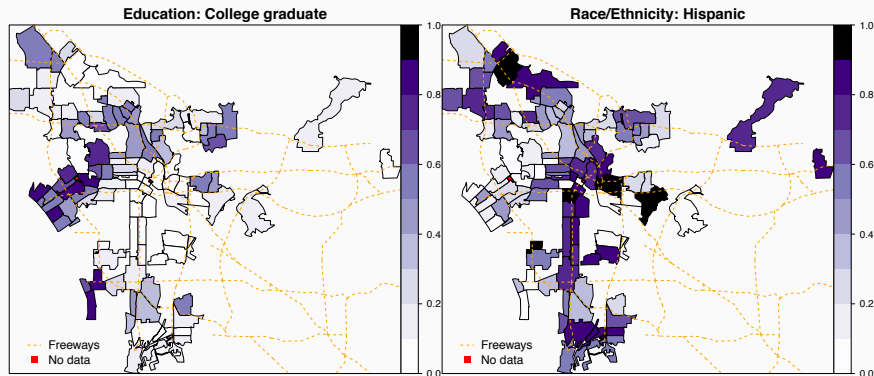 Education: College graduate
1.0
0.8
0.6
0.4
0.2
0.0
Freeways
No data
Race/Ethnicity: Hispanic
1.0
0.8
0.6
0.4
0.2
0.0
Freeways
No data